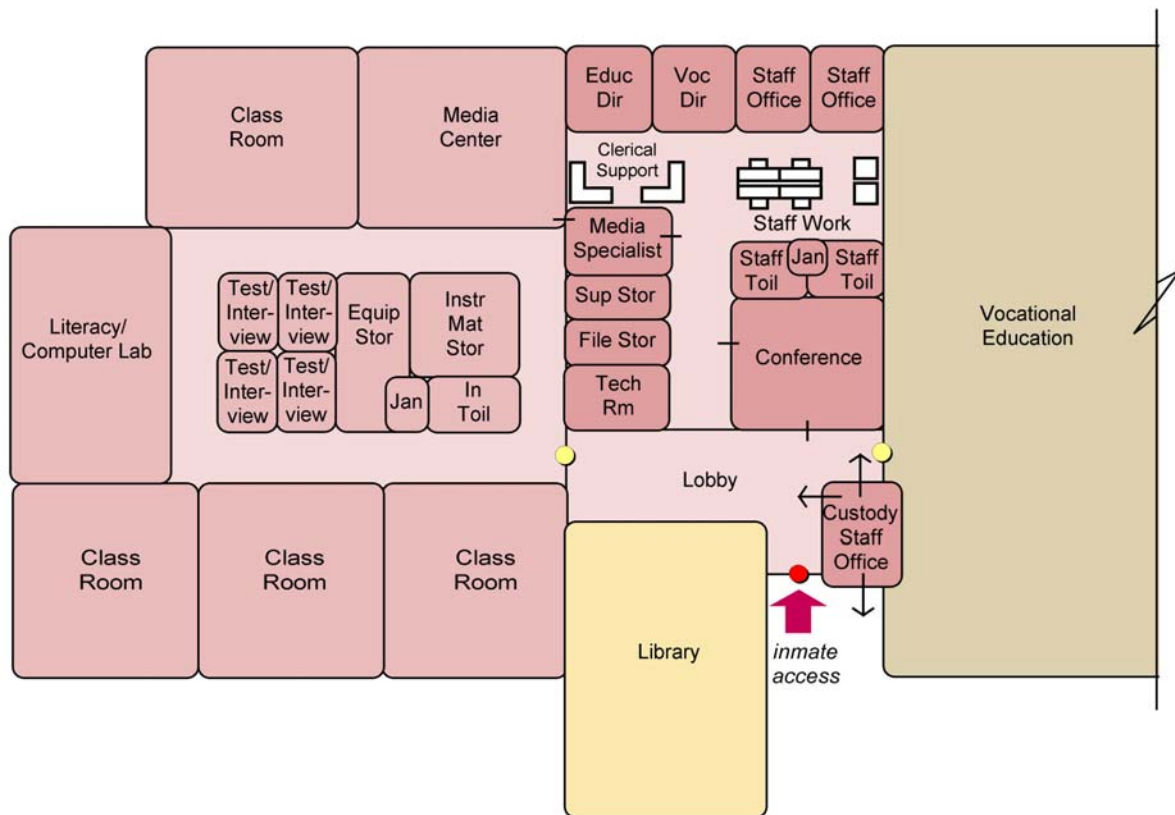 Class
Room
Media
Center
Educ
Dir
Voc
Dir
Staff
Office
Staff
Office
Clerical
Support
Staff Work
Media
Specialist
Staff
Toil
Jan
Staff
Toil
Sup Stor
File Stor
Tech
Rm
Conference
Vocational
Education
Literacy/
Computer Lab
Test/
Inter-
view
Test/
Inter-
view
Equip
Stor
Instr
Mat
Stor
Test/
Inter-
view
Test/
Inter-
view
Jan
In
Toil
Lobby
Custody
Staff
Office
Class
Room
Class
Room
Class
Room
Library
inmate
access